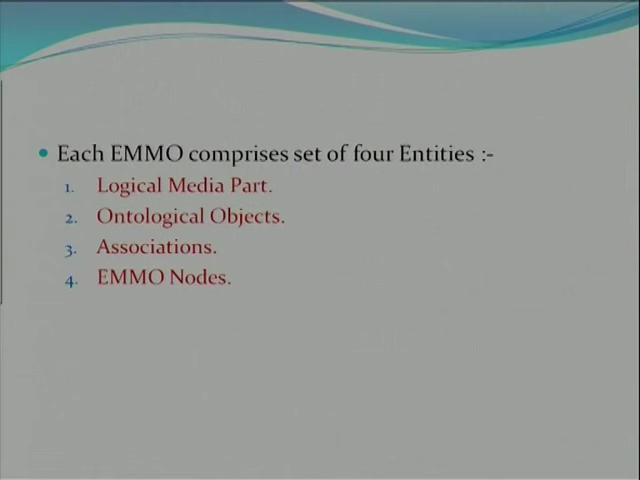 Each EMMO comprises set of four Entities :-
1. Logical Media Part.
2. Ontological Objects.
3. Associations.
4. EMMO Nodes.